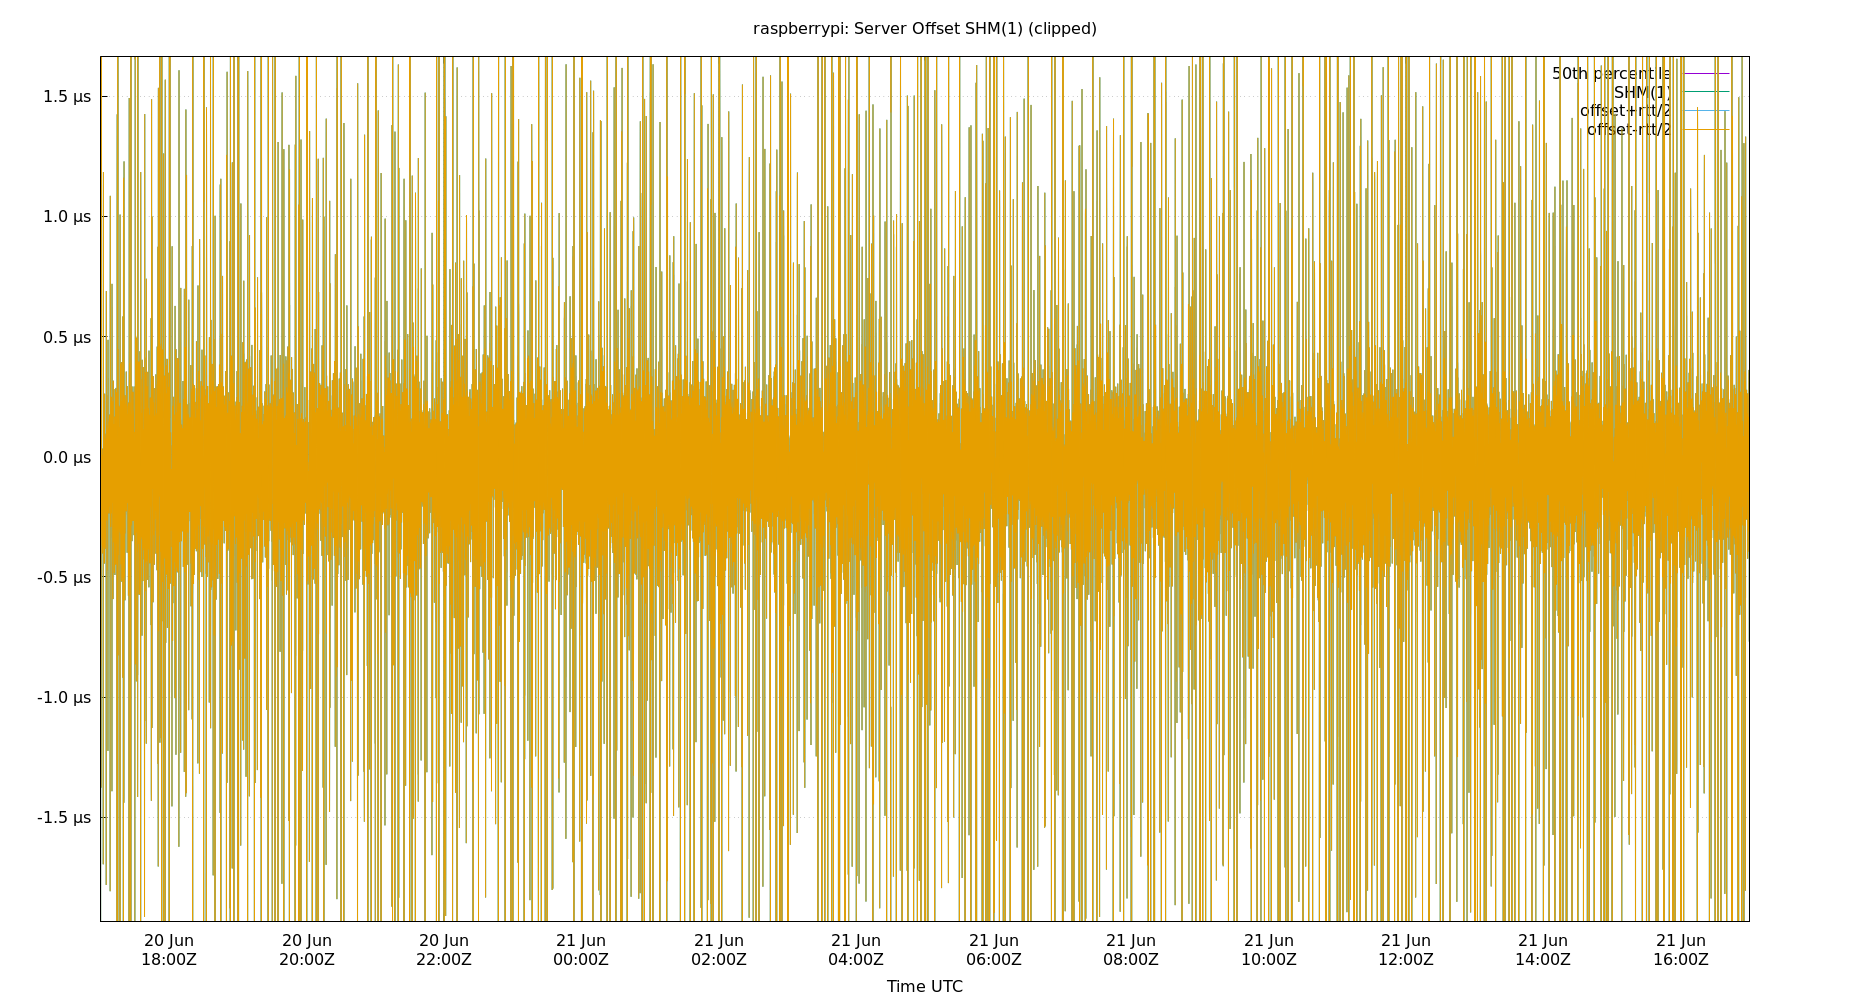 raspberrypi: Server Offset SHM(1) (clipped)
50th percentile
SHM(1)
offset+rtt/2
offset-rtt/2
1.5 µs
1.0 µs
0.5 µs
0.0 µs
-0.5 µs
-1.0 µs
-1.5 µs
20 Jun 20 Jun 20 Jun 21 Jun 21 Jun 21 Jun 21 Jun 21 Jun 21 Jun 21 Jun 21 Jun 21 Jun
18:00Z 20:00Z 22:00Z 00:00Z 02:00Z 04:00Z 06:00Z 08:00Z 10:00Z 12:00Z 14:00Z 16:00Z
Time UTC